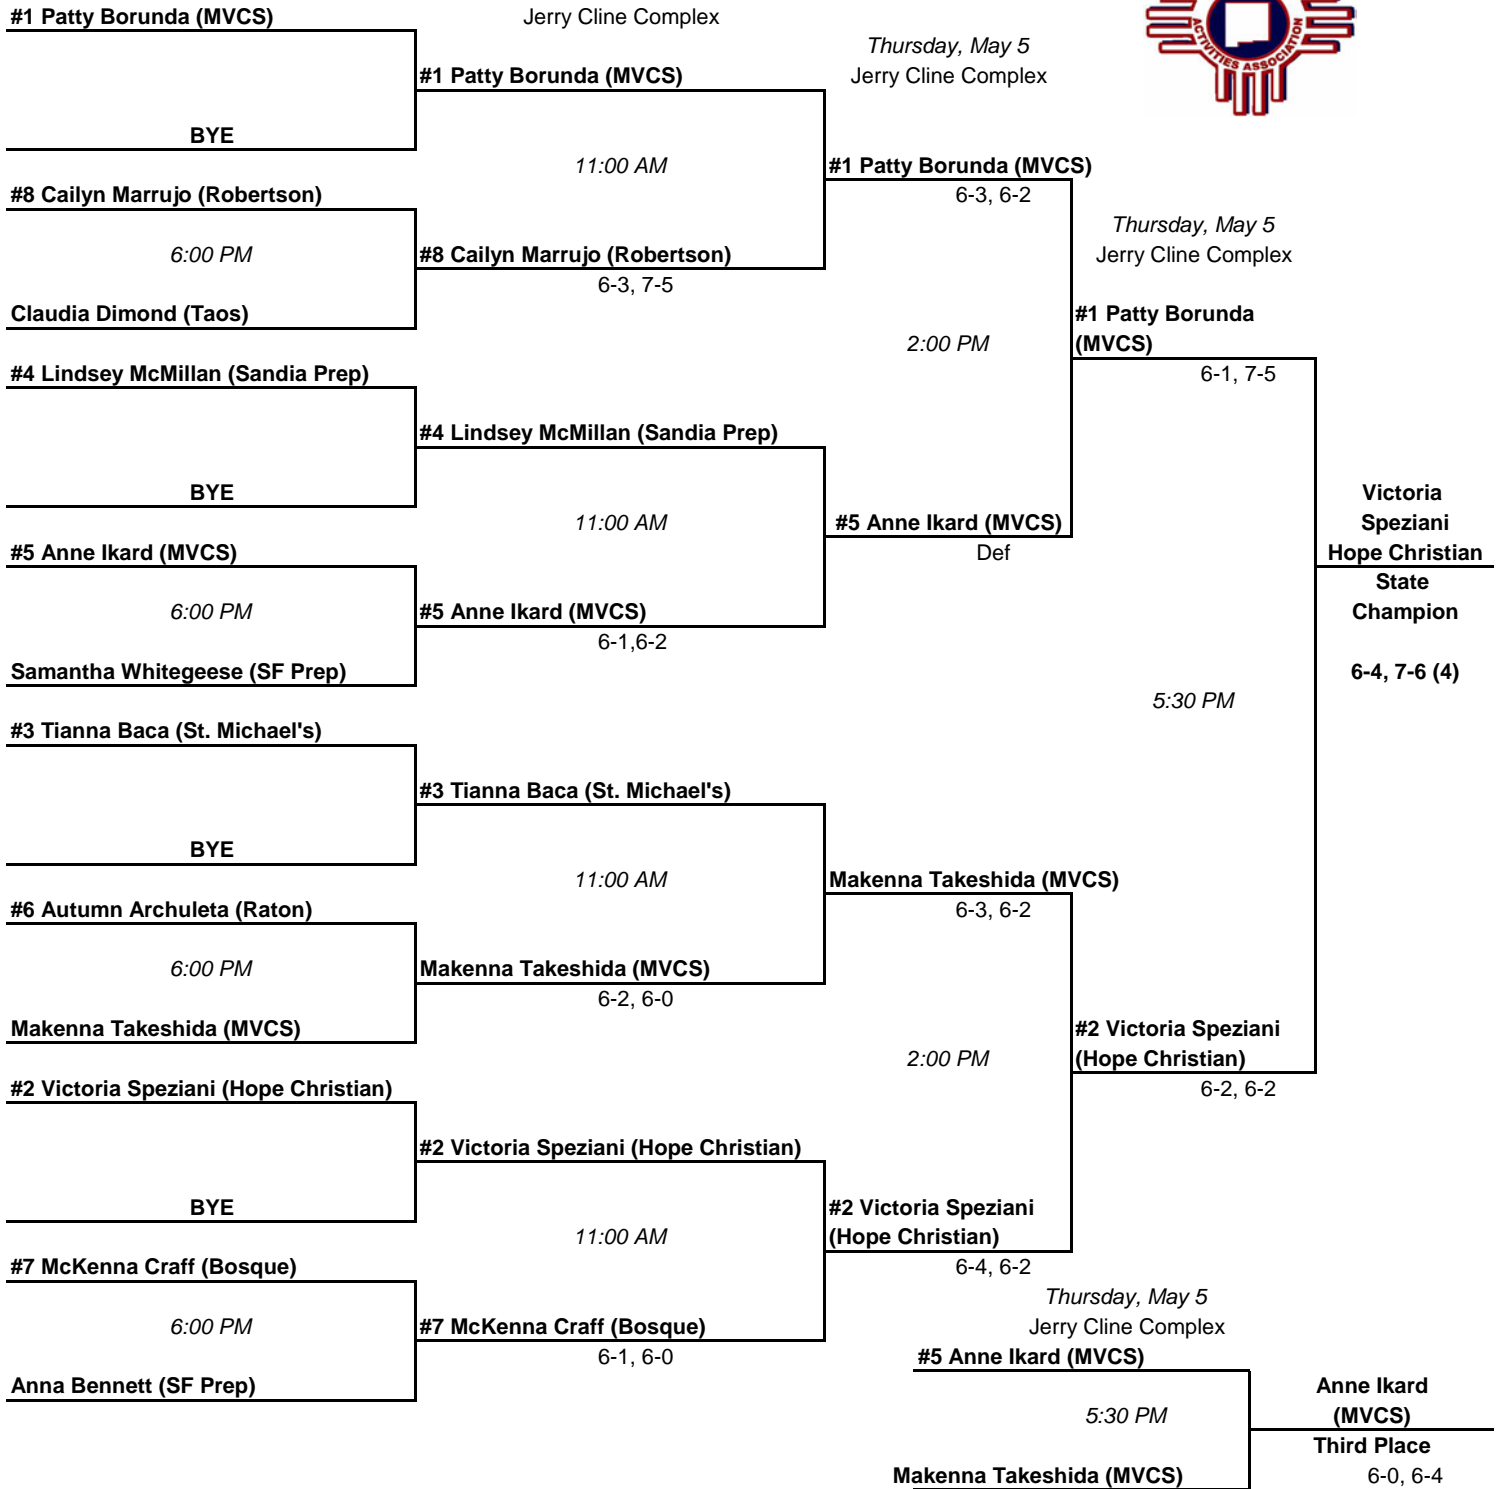 #1 Patty Borunda (MVCS)
Jerry Cline Complex
Thursday, May 5
Jerry Cline Complex
ACTIVITIES ASSOCIATION
#1 Patty Borunda (MVCS)
BYE
11:00 AM
#1 Patty Borunda (MVCS)
6-3, 6-2
#8 Cailyn Marrujo (Robertson)
6:00 PM
#8 Cailyn Marrujo (Robertson)
6-3, 7-5
Claudia Dimond (Taos)
Thursday, May 5
Jerry Cline Complex
2:00 PM
#1 Patty Borunda
(MVCS)
6-1, 7-5
#4 Lindsey McMillan (Sandia Prep)
#4 Lindsey McMillan (Sandia Prep)
BYE
11:00 AM
#5 Anne Ikard (MVCS)
Def
#5 Anne Ikard (MVCS)
6:00 PM
#5 Anne Ikard (MVCS)
6-1,6-2
Samantha Whitegeese (SF Prep)
Victoria
Speziani
Hope Christian
State
Champion
6-4, 7-6 (4)
5:30 PM
#3 Tianna Baca (St. Michael's)
#3 Tianna Baca (St. Michael's)
BYE
11:00 AM
Makenna Takeshida (MVCS)
6-3, 6-2
#6 Autumn Archuleta (Raton)
6:00 PM
Makenna Takeshida (MVCS)
6-2, 6-0
Makenna Takeshida (MVCS)
2:00 PM
#2 Victoria Speziani
(Hope Christian)
6-2, 6-2
#2 Victoria Speziani (Hope Christian)
#2 Victoria Speziani (Hope Christian)
BYE
11:00 AM
#2 Victoria Speziani
(Hope Christian)
6-4, 6-2
#7 McKenna Craff (Bosque)
6:00 PM
#7 McKenna Craff (Bosque)
6-1, 6-0
Anna Bennett (SF Prep)
Thursday, May 5
Jerry Cline Complex
#5 Anne Ikard (MVCS)
5:30 PM
Anne Ikard
(MVCS)
Third Place
6-0, 6-4
Makenna Takeshida (MVCS)